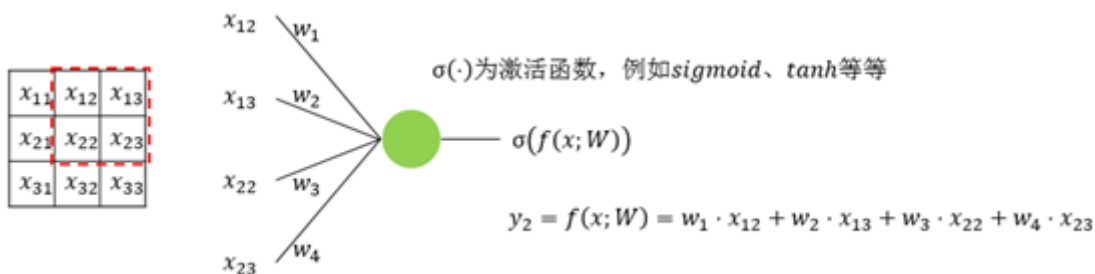 x₁₁ x₁₂ x₁₃
x₂₁ x₂₂ x₂₃
x₃₁ x₃₂ x₃₃
x₁₂ w₁
x₁₃ w₂
x₂₂ w₃
x₂₃ w₄
σ(·)为激活函数，例如sigmoid、tanh等等
σ(f(x;W))
y₂ = f(x;W) = w₁ · x₁₂ + w₂ · x₁₃ + w₃ · x₂₂ + w₄ · x₂₃